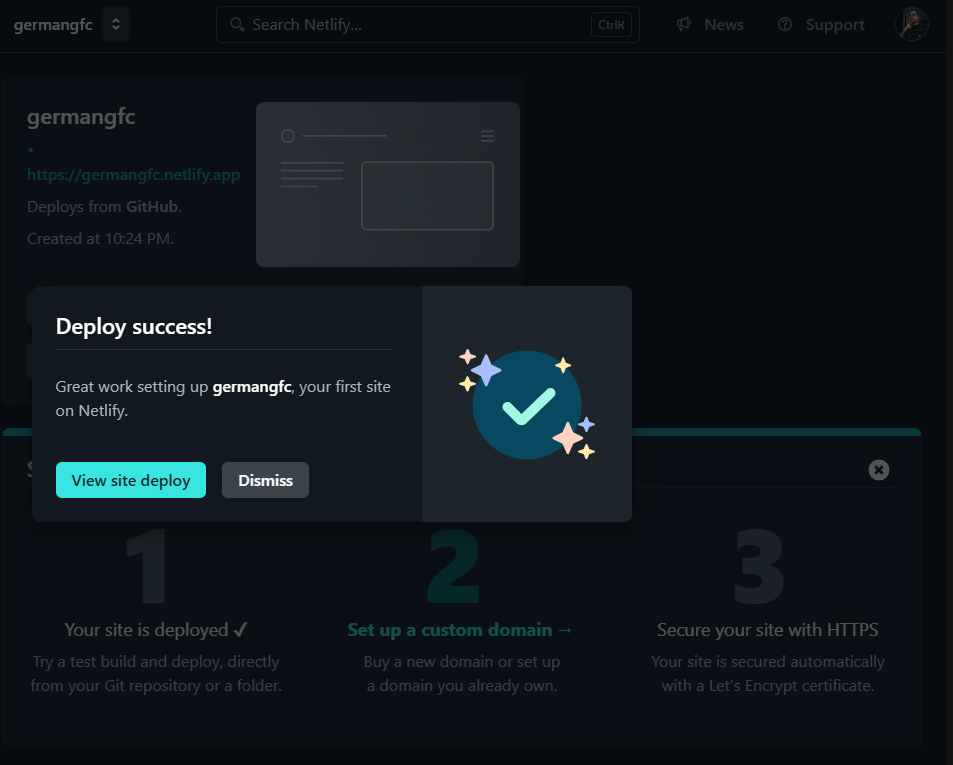 germangfc
Search Netlify...
Ctrl K
News
Support
germangfc
https://germangfc.netlify.app
Deploys from GitHub.
Created at 10:24 PM.
Deploy success!
Great work setting up germangfc, your first site
on Netlify.
View site deploy
Dismiss
1
Your site is deployed ✓
Try a test build and deploy, directly
from your Git repository or a folder.
2
Set up a custom domain →
Buy a new domain or set up
a domain you already own.
3
Secure your site with HTTPS
Your site is secured automatically
with a Let's Encrypt certificate.